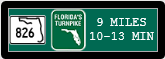 826
FLORIDA'S
TURNPIKE
9 MILES
10-13 MIN